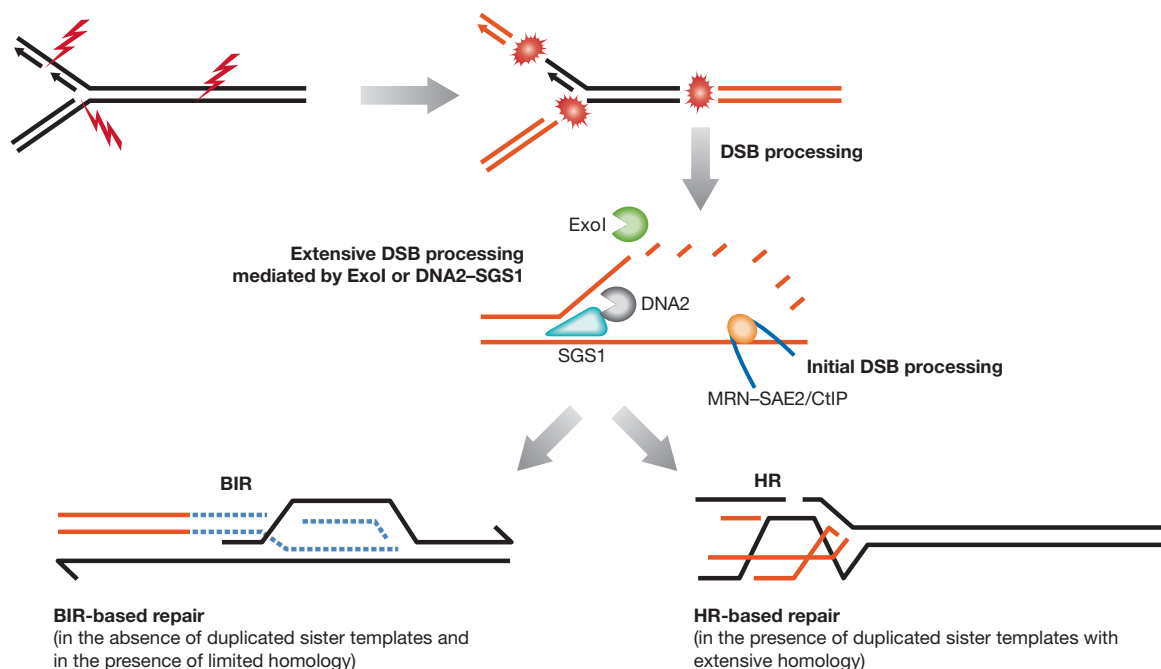 DSB processing
ExoI
Extensive DSB processing
mediated by ExoI or DNA2–SGS1
DNA2
SGS1
Initial DSB processing
MRN–SAE2/CtIP
BIR
HR
BIR-based repair
(in the absence of duplicated sister templates and
in the presence of limited homology)
HR-based repair
(in the presence of duplicated sister templates with
extensive homology)